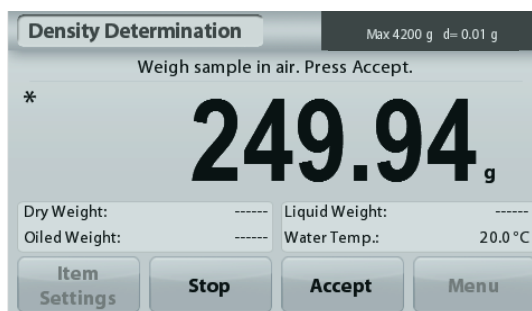 Density Determination
Max 4200 g d= 0.01 g
Weigh sample in air. Press Accept.
*
249.94 g
Dry Weight: ------ Liquid Weight: ------
Oiled Weight: ------ Water Temp.: 20.0 °C
Item Settings
Stop
Accept
Menu